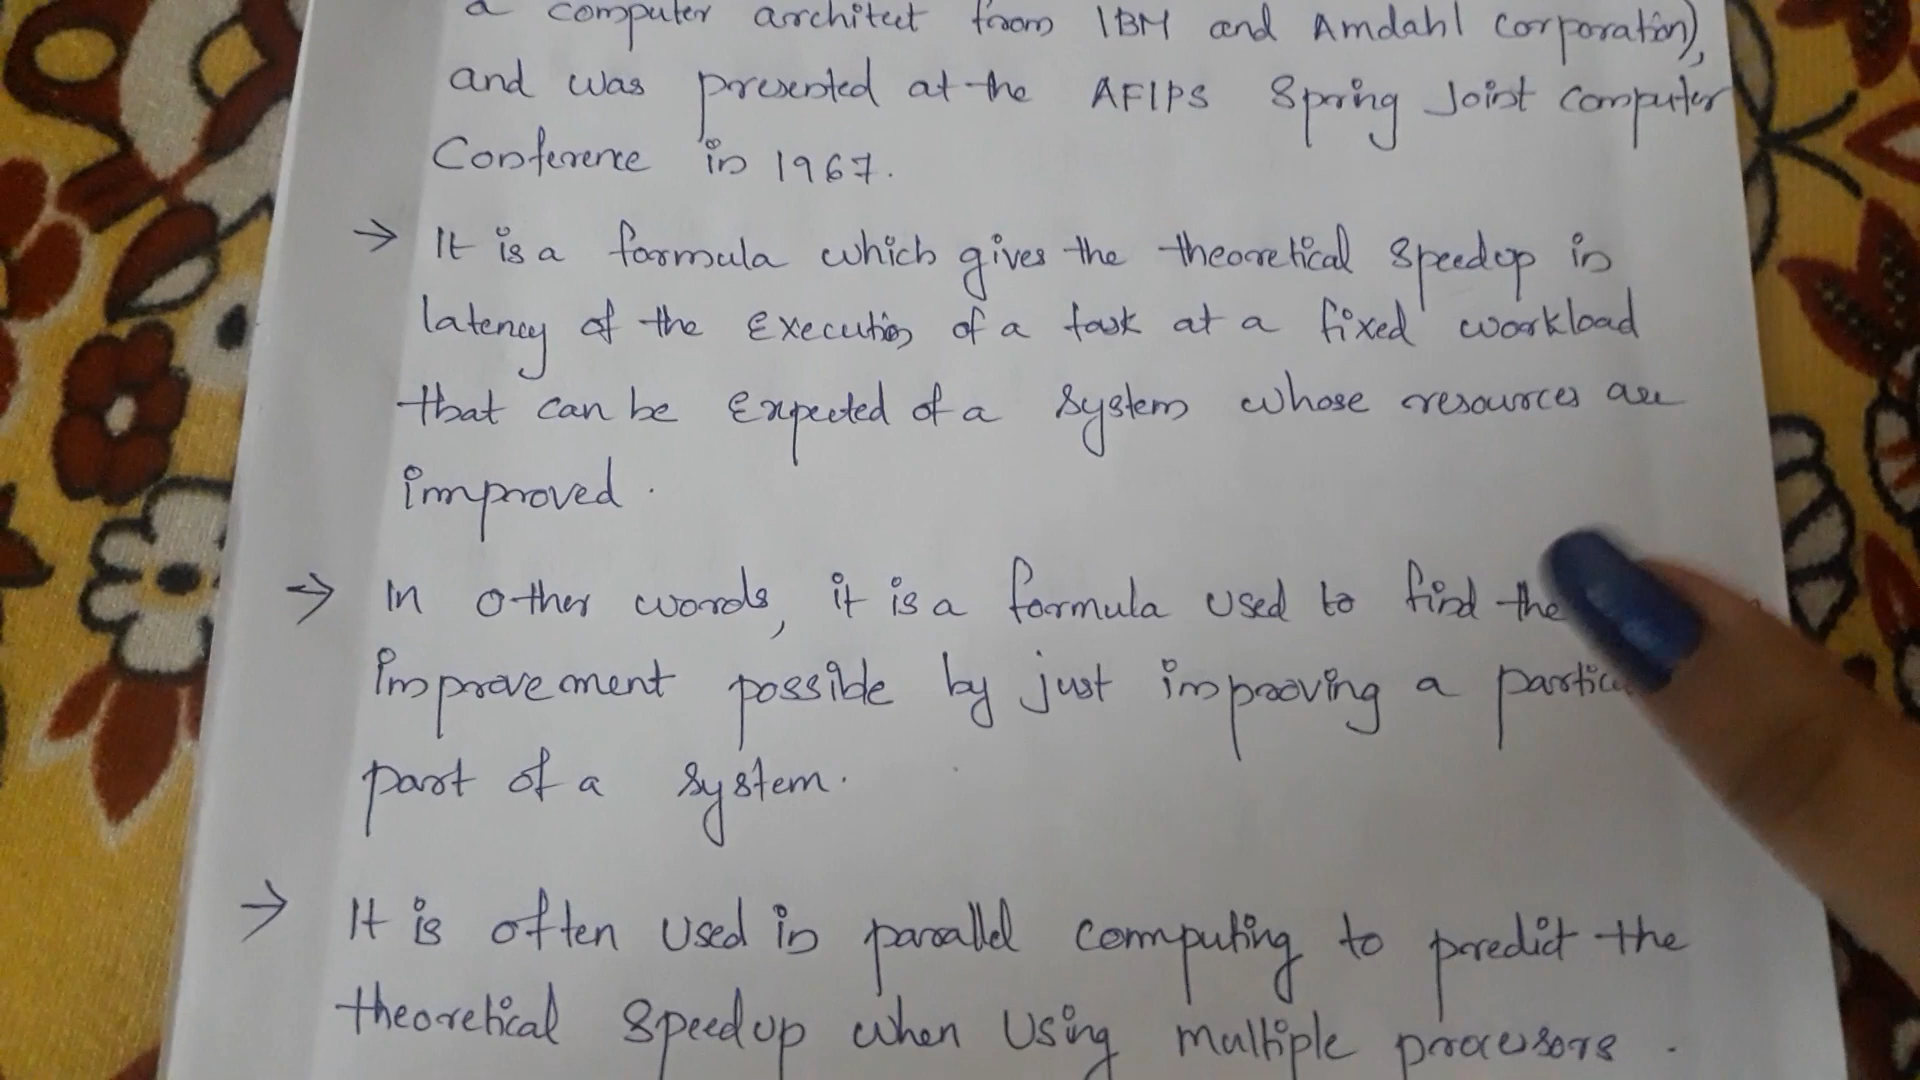 a computer architect from IBM and Amdahl corporation),
and was presented at the AFIPS Spring Joint Computer
Conference in 1967.
→ It is a formula which gives the theoretical speedup in
latency of the Execution of a task at a fixed workload
that can be Expected of a system whose resources are
improved.
→ In other words, it is a formula used to find the
improvement possible by just improving a
part of a system.
→ It is often used in parallel computing to predict the
theoretical speedup when using multiple processors.